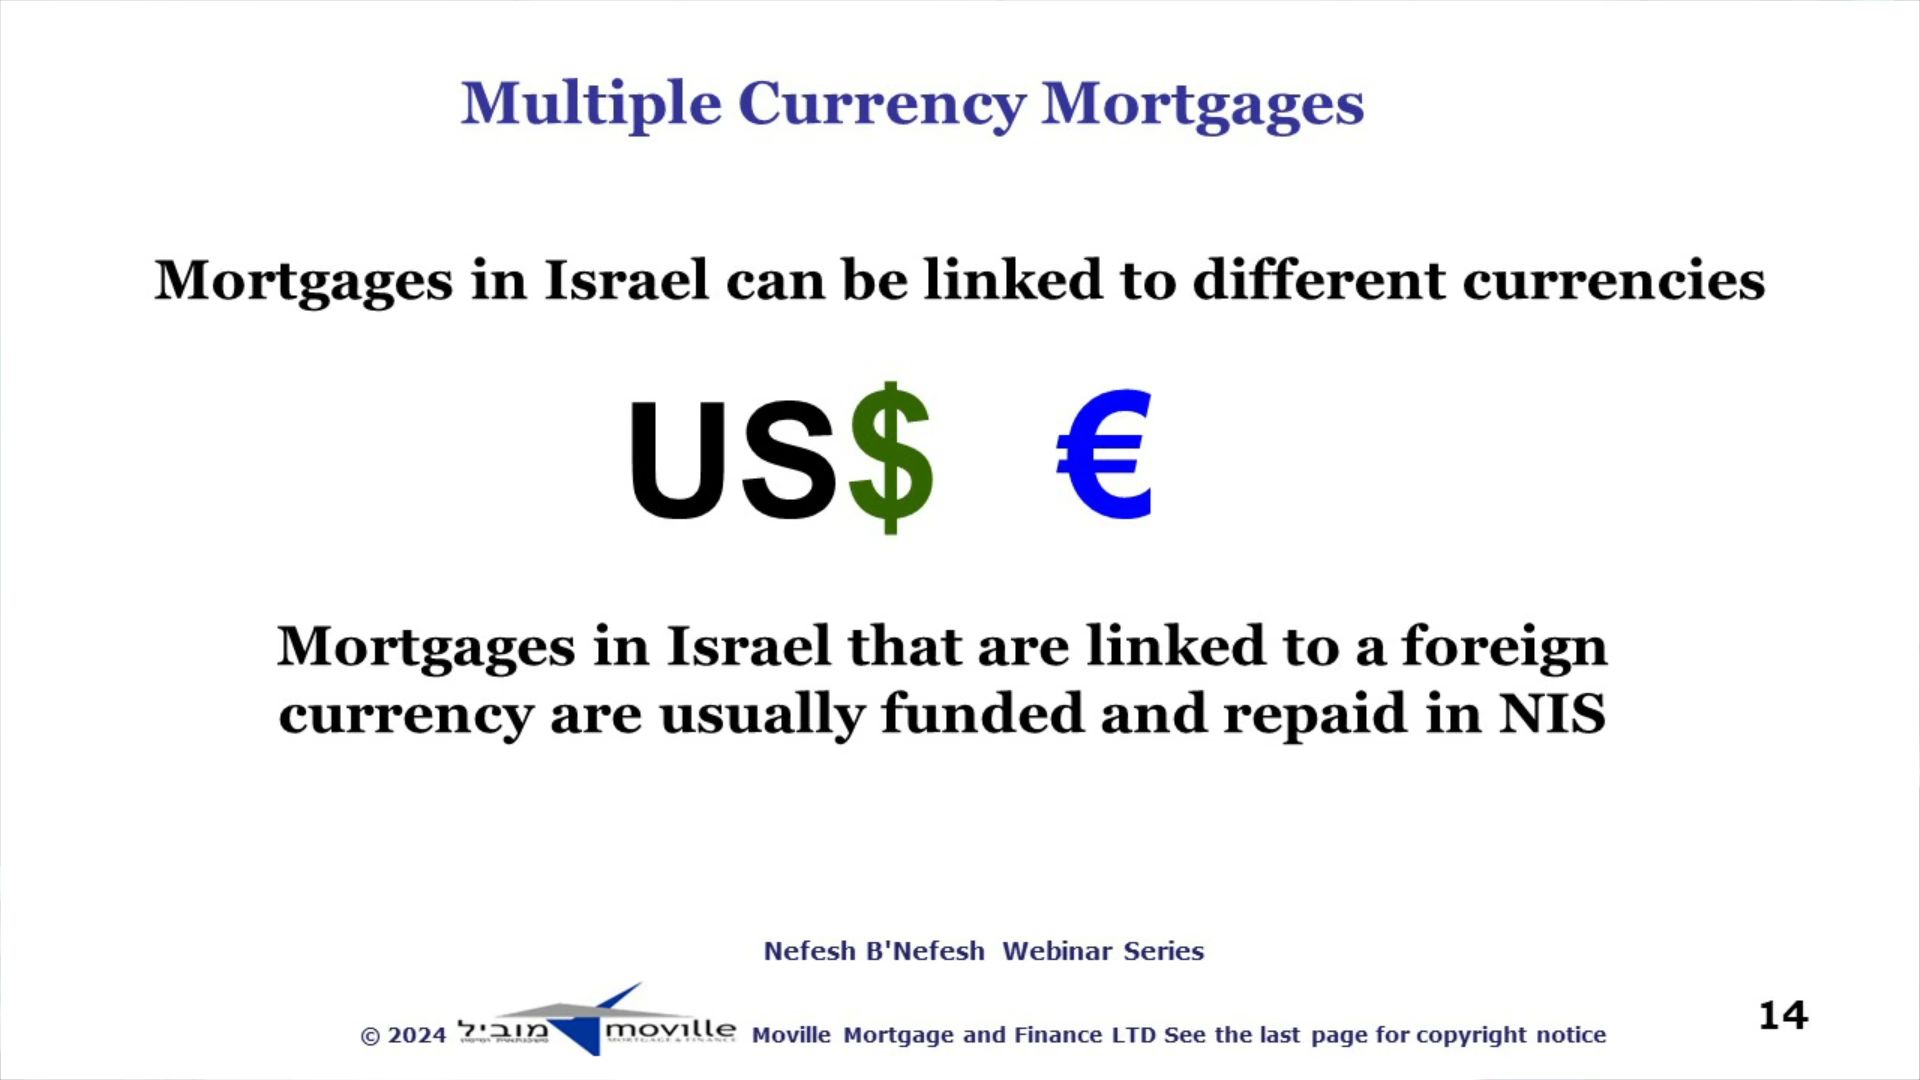 Multiple Currency Mortgages
Mortgages in Israel can be linked to different currencies
US$ €
Mortgages in Israel that are linked to a foreign
currency are usually funded and repaid in NIS
Nefesh B'Nefesh Webinar Series
© 2024 מוביל moville Moville Mortgage and Finance LTD See the last page for copyright notice
MORTGAGE & FINANCE
14